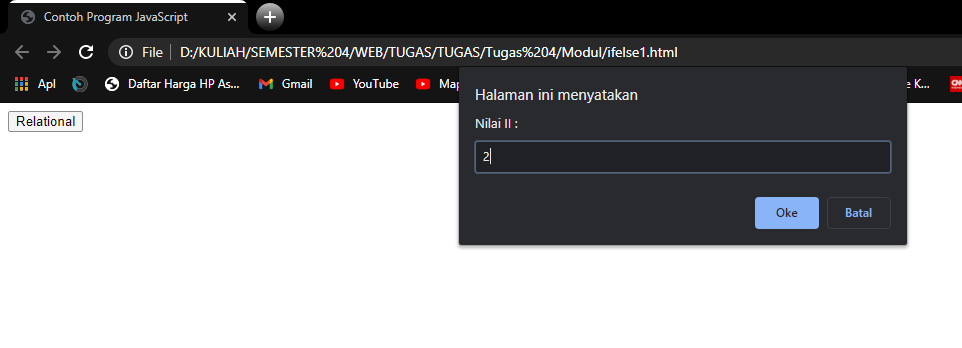 Contoh Program JavaScript
File D:/KULIAH/SEMESTER%204/WEB/TUGAS/TUGAS/Tugas%204/Modul/ifelse1.html
Apl Daftar Harga HP As... Gmail YouTube Map e K... CNN
Halaman ini menyatakan
Nilai II :
2
Oke Batal
Relational